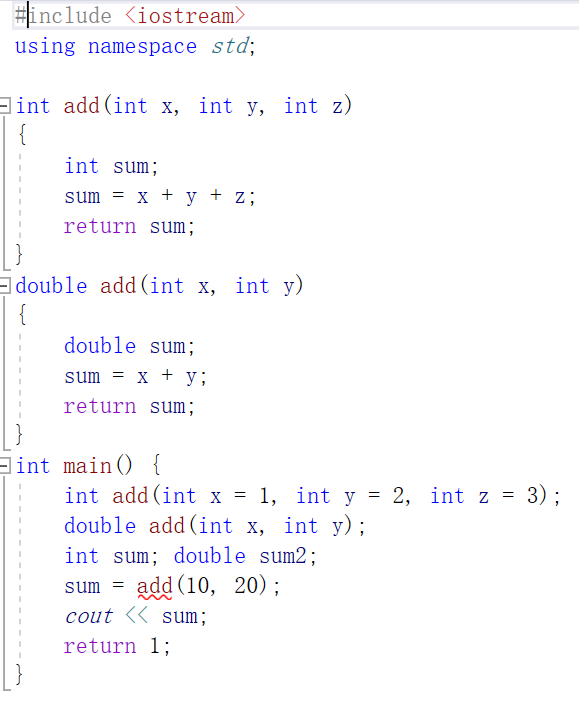 #include <iostream>
using namespace std;
int add(int x, int y, int z)
{
int sum;
sum = x + y + z;
return sum;
}
double add(int x, int y)
{
double sum;
sum = x + y;
return sum;
}
int main() {
int add(int x = 1, int y = 2, int z = 3);
double add(int x, int y);
int sum; double sum2;
sum = add(10, 20);
cout << sum;
return 1;
}